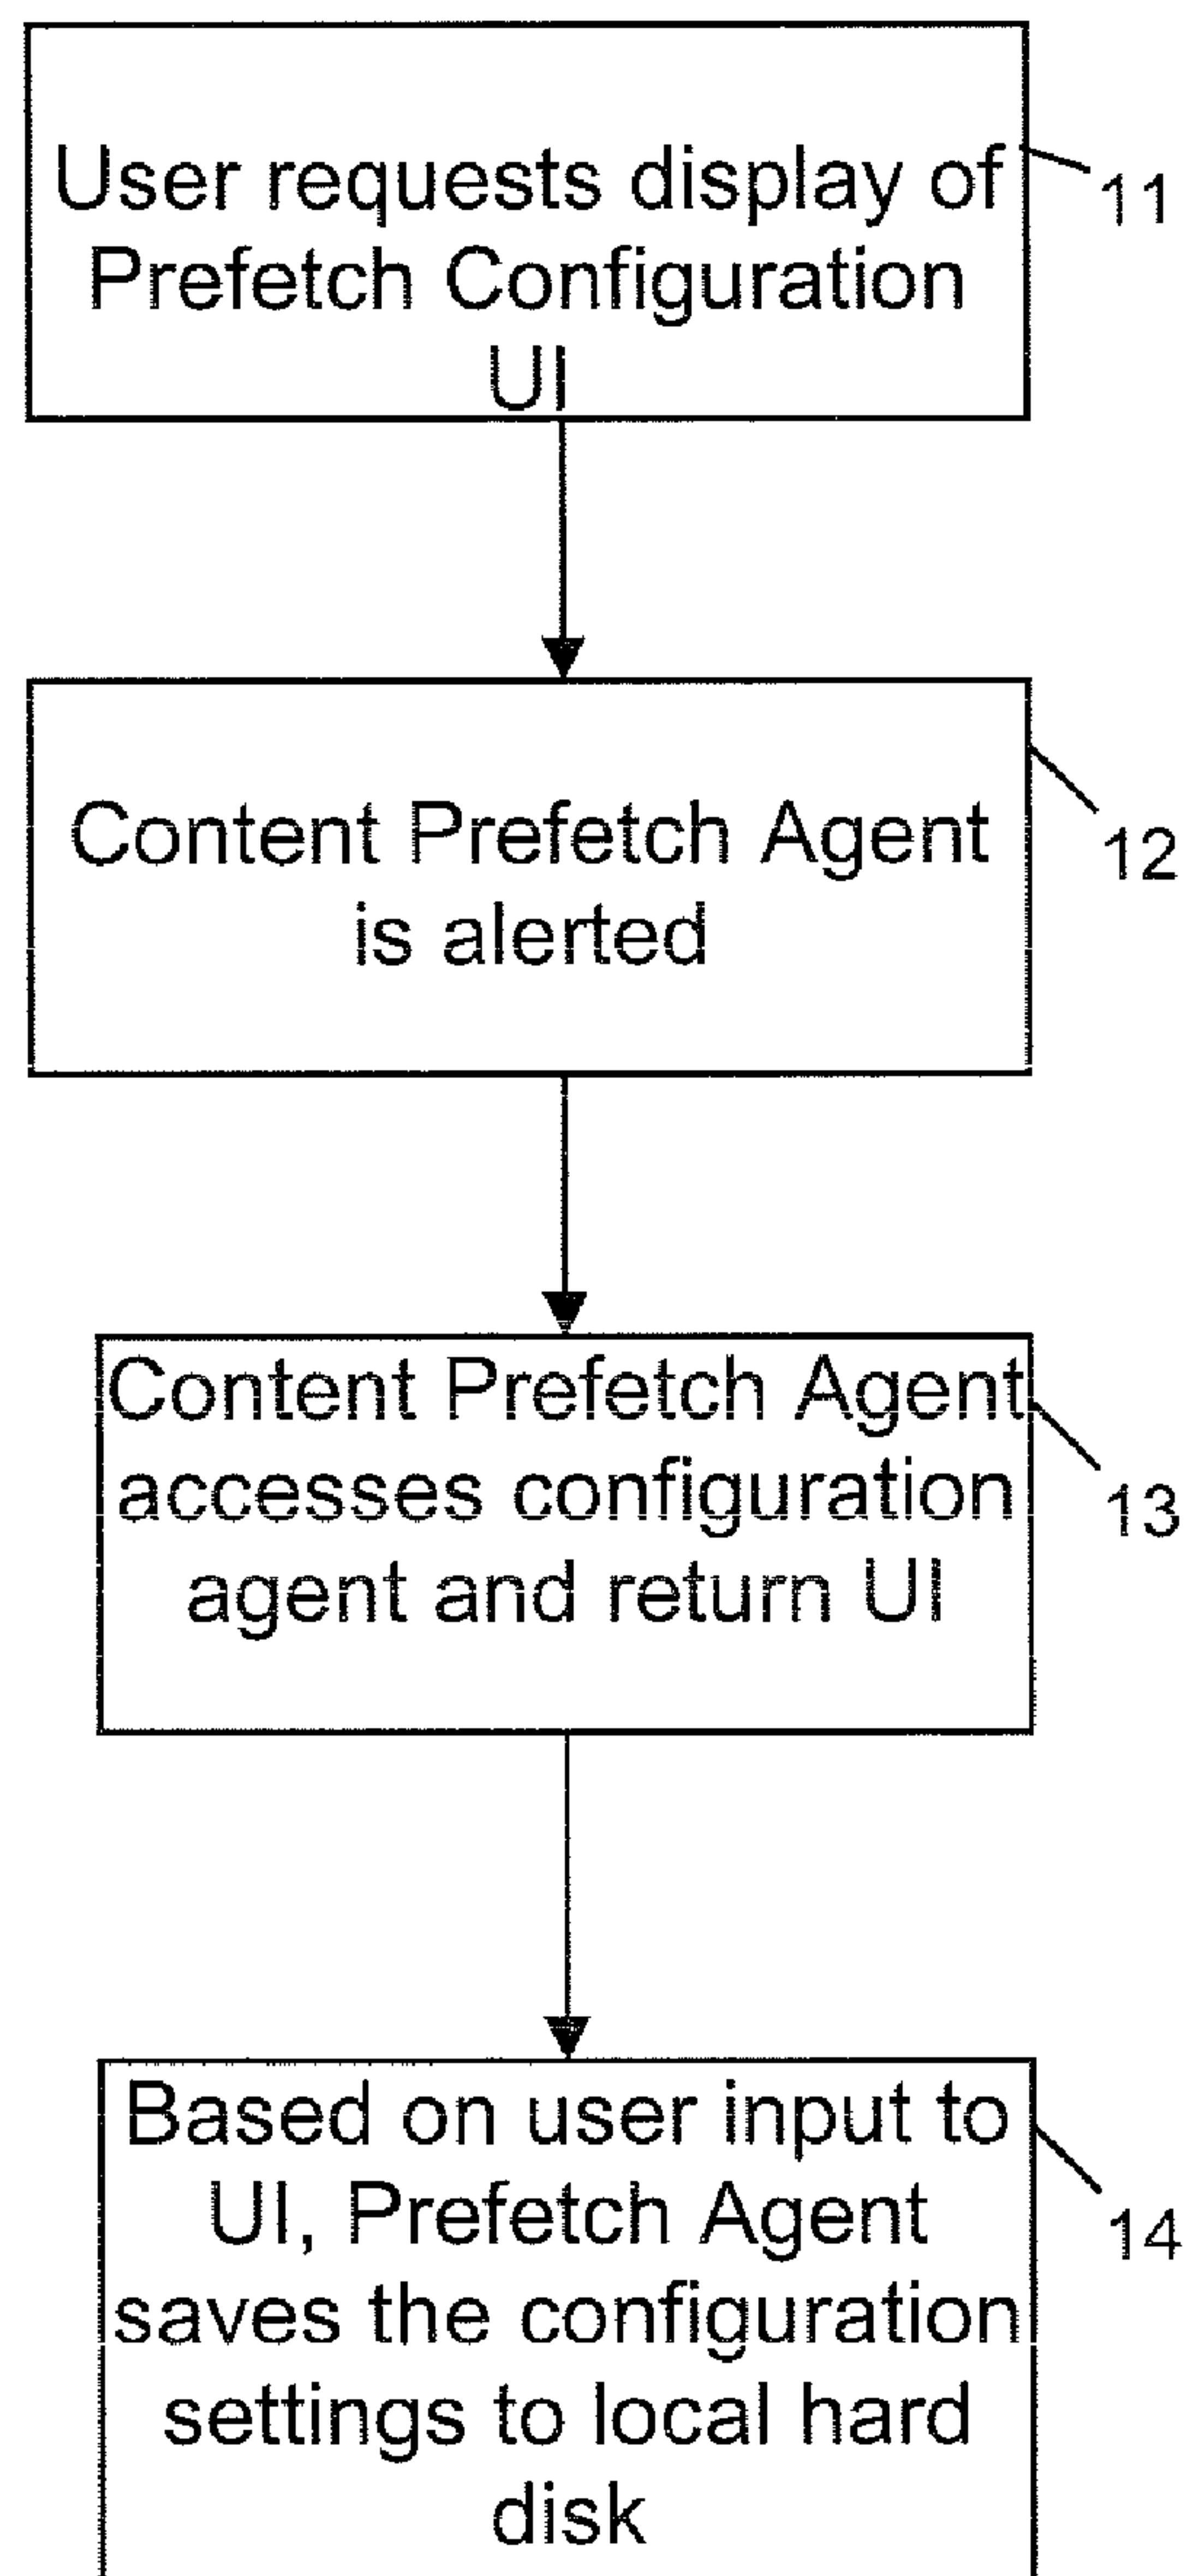 User requests display of
Prefetch Configuration
UI
11
Content Prefetch Agent
is alerted
12
Content Prefetch Agent
accesses configuration
agent and return UI
13
Based on user input to
UI, Prefetch Agent
saves the configuration
settings to local hard
disk
14